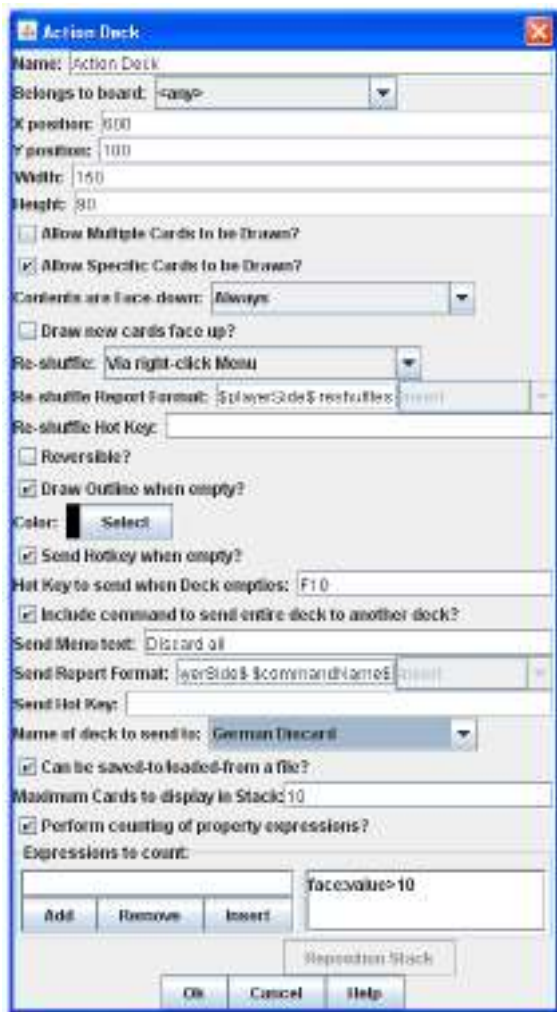 Action Deck
Name: Action Deck
Belongs to board: <any>
X position: 600
Y position: 100
Width: 160
Height: 90
Allow Multiple Cards to be Drawn?
Allow Specific Cards to be Drawn?
Contents are Face-down: Always
Draw new cards face up?
Re-shuffle: Via right-click Menu
Re-shuffle Report Format: $playerSide$ reshuffles Insert
Re-shuffle Hot Key:
Reversible?
Draw Outline when empty?
Color: Select
Send Hotkey when empty?
Hot Key to send when Deck empties: F10
Include command to send entire deck to another deck?
Send Menu text: Discard all
Send Report Format: yerSide$ $commandName$ Insert
Send Hot Key:
Name of deck to send to: German Discard
Can be saved-to/loaded-from a file?
Maximum Cards to display in Stack: 10
Perform counting of property expressions?
Expressions to count:
face:value>10
Add Remove Insert
Reposition Stack
Ok Cancel Help